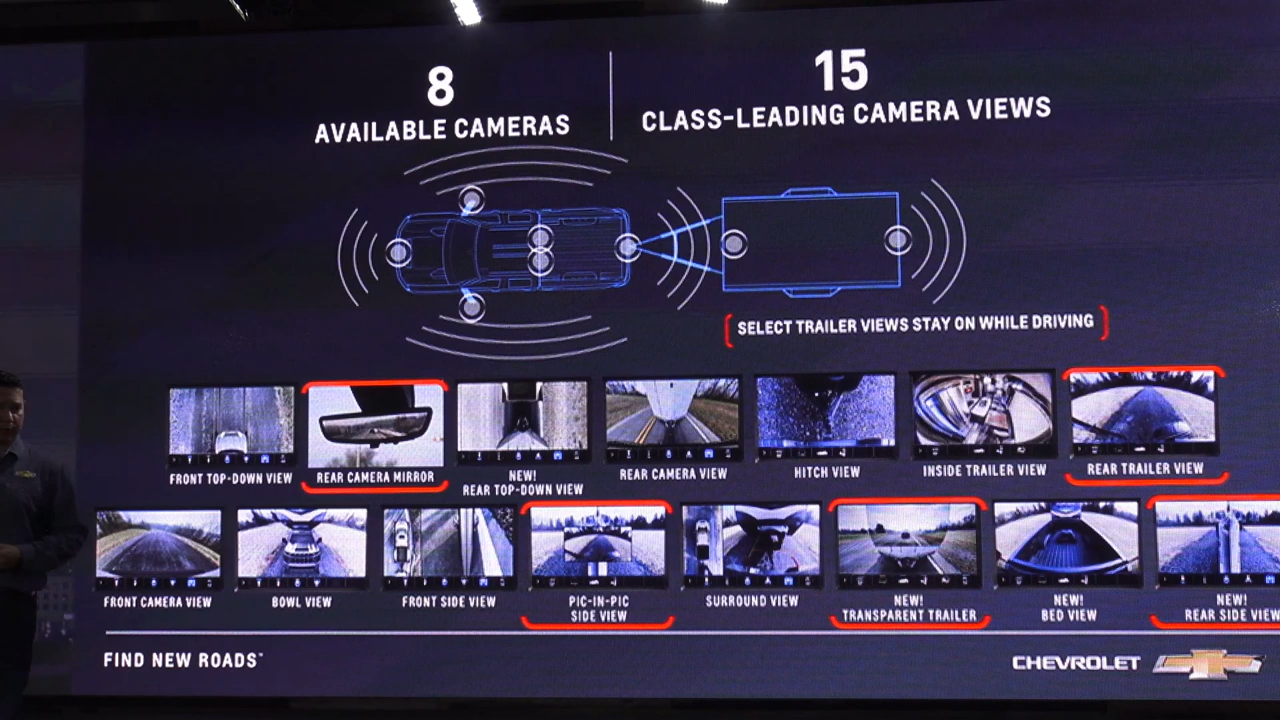 8
AVAILABLE CAMERAS
15
CLASS-LEADING CAMERA VIEWS
SELECT TRAILER VIEWS STAY ON WHILE DRIVING
FRONT TOP-DOWN VIEW
REAR CAMERA MIRROR
NEW!
REAR TOP-DOWN VIEW
REAR CAMERA VIEW
HITCH VIEW
INSIDE TRAILER VIEW
REAR TRAILER VIEW
FRONT CAMERA VIEW
BOWL VIEW
FRONT SIDE VIEW
PIC-IN-PIC
SIDE VIEW
SURROUND VIEW
NEW!
TRANSPARENT TRAILER
NEW!
BED VIEW
NEW!
REAR SIDE VIEW
FIND NEW ROADS™
CHEVROLET